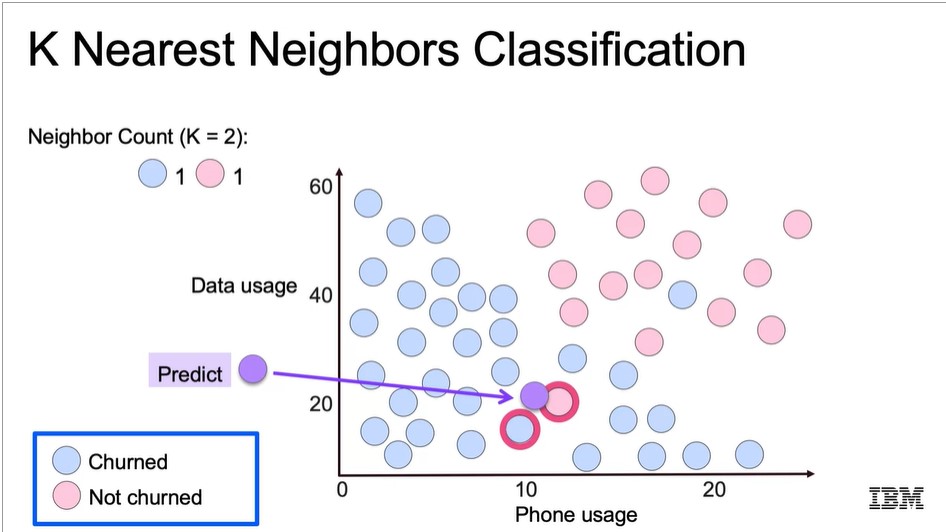 K Nearest Neighbors Classification
Neighbor Count (K = 2):
1 1
60
Data usage
40
Predict
20
Churned
Not churned
0 10 20
Phone usage
IBM